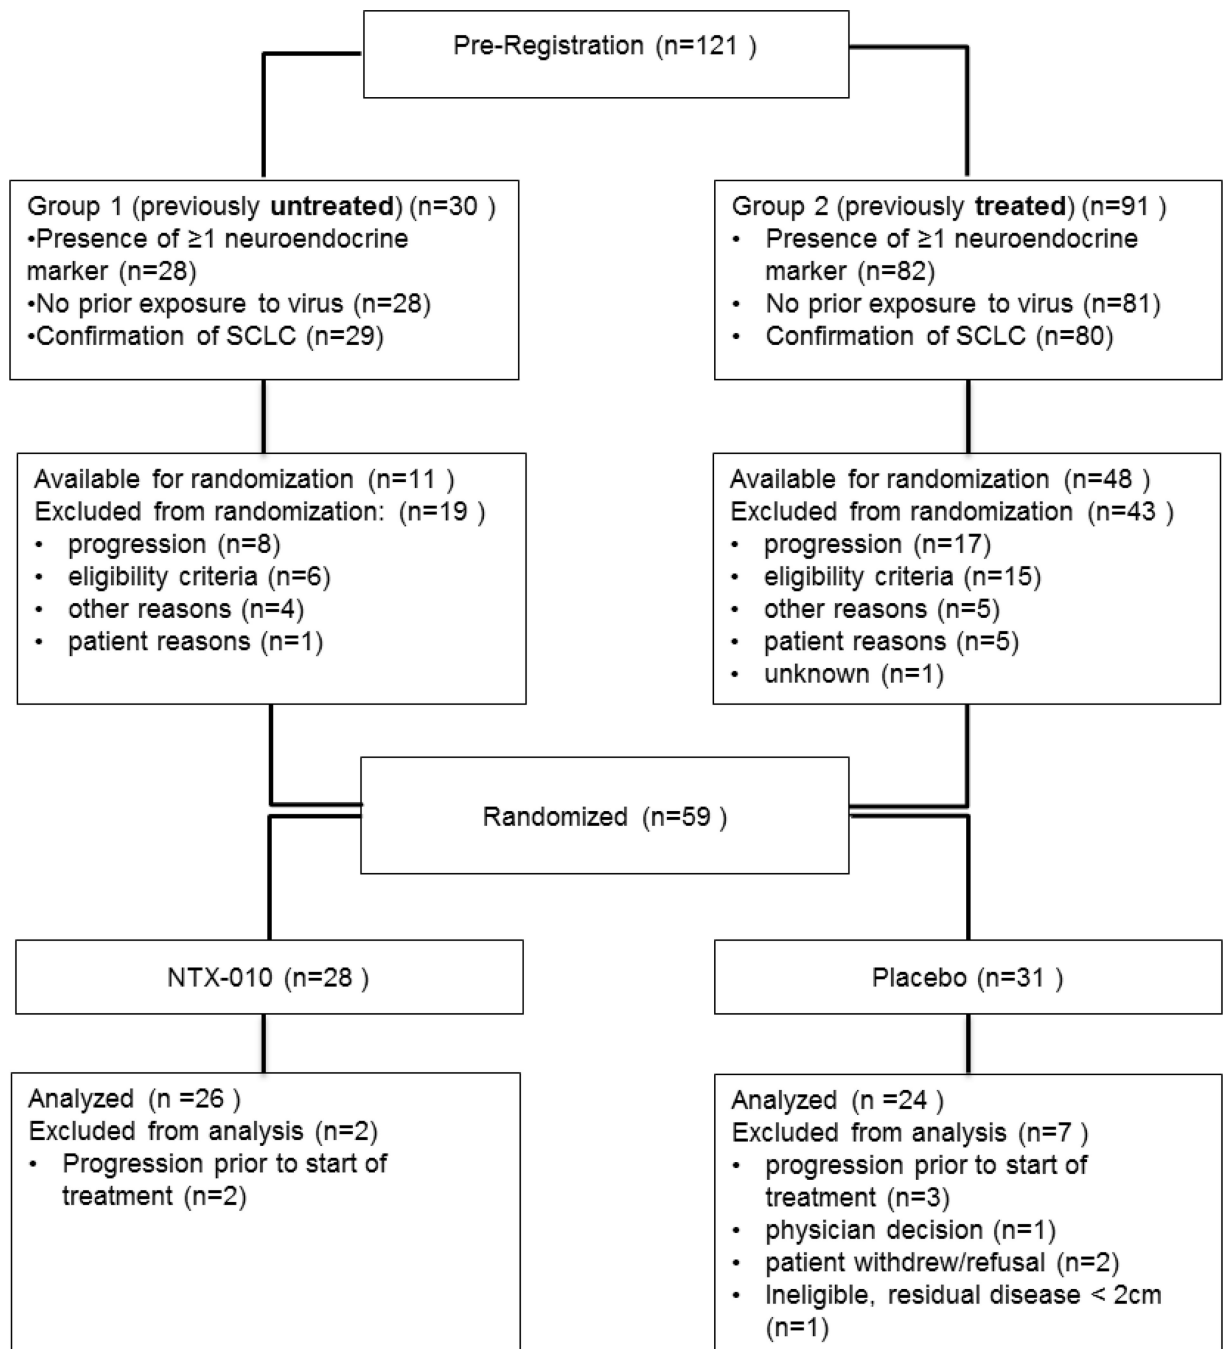 Pre-Registration (n=121 )
Group 1 (previously untreated) (n=30 )
•Presence of ≥1 neuroendocrine
marker (n=28)
•No prior exposure to virus (n=28)
•Confirmation of SCLC (n=29)
Group 2 (previously treated) (n=91 )
• Presence of ≥1 neuroendocrine
marker (n=82)
• No prior exposure to virus (n=81)
• Confirmation of SCLC (n=80)
Available for randomization (n=11 )
Excluded from randomization: (n=19 )
• progression (n=8)
• eligibility criteria (n=6)
• other reasons (n=4)
• patient reasons (n=1)
Available for randomization (n=48 )
Excluded from randomization (n=43 )
• progression (n=17)
• eligibility criteria (n=15)
• other reasons (n=5)
• patient reasons (n=5)
• unknown (n=1)
Randomized (n=59 )
NTX-010 (n=28 )
Placebo (n=31 )
Analyzed (n =26 )
Excluded from analysis (n=2)
• Progression prior to start of
treatment (n=2)
Analyzed (n =24 )
Excluded from analysis (n=7 )
• progression prior to start of
treatment (n=3)
• physician decision (n=1)
• patient withdrew/refusal (n=2)
• Ineligible, residual disease < 2cm
(n=1)